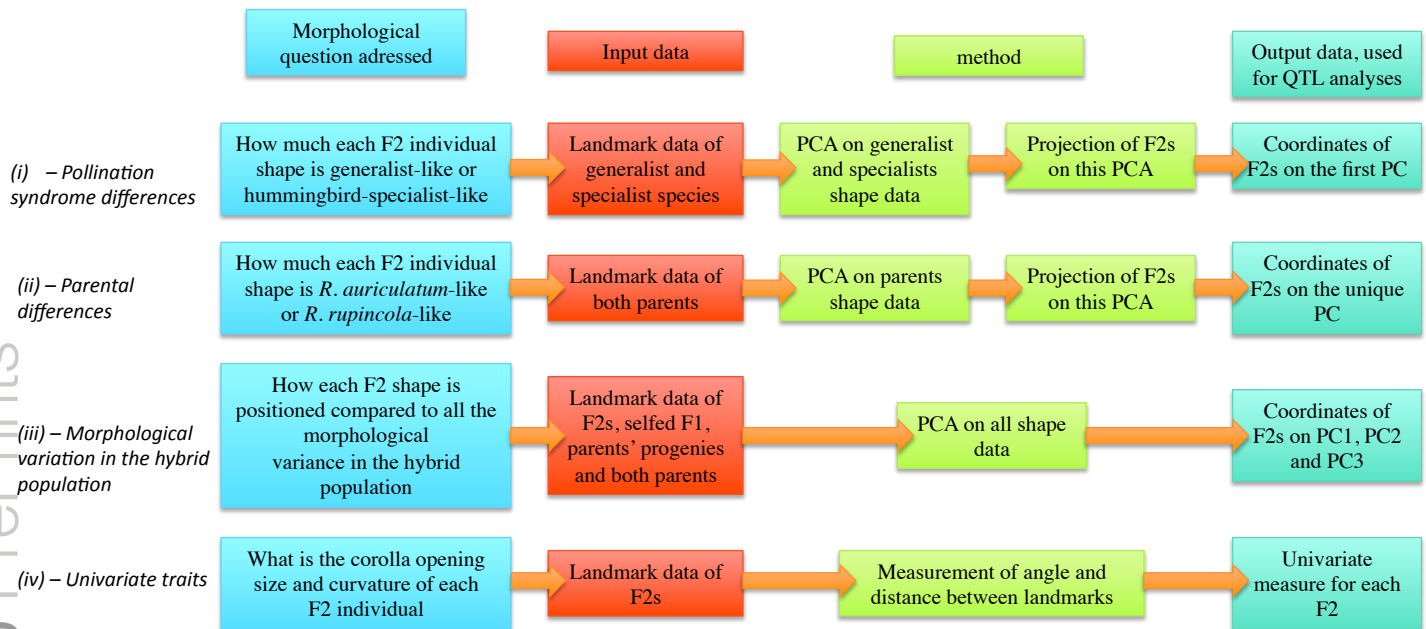 Morphological
question adressed
Input data
method
Output data, used
for QTL analyses
(i) – Pollination
syndrome differences
How much each F2 individual
shape is generalist-like or
hummingbird-specialist-like
Landmark data of
generalist and
specialist species
PCA on generalist
and specialists
shape data
Projection of F2s
on this PCA
Coordinates of
F2s on the first PC
(ii) – Parental
differences
How much each F2 individual
shape is R. auriculatum-like
or R. rupincola-like
Landmark data of
both parents
PCA on parents
shape data
Projection of F2s
on this PCA
Coordinates of
F2s on the unique
PC
(iii) – Morphological
variation in the hybrid
population
How each F2 shape is
positioned compared to all the
morphological
variance in the hybrid
population
Landmark data of
F2s, selfed F1,
parents’ progenies
and both parents
PCA on all shape
data
Coordinates of
F2s on PC1, PC2
and PC3
(iv) – Univariate traits
What is the corolla opening
size and curvature of each
F2 individual
Landmark data of
F2s
Measurement of angle and
distance between landmarks
Univariate
measure for each
F2